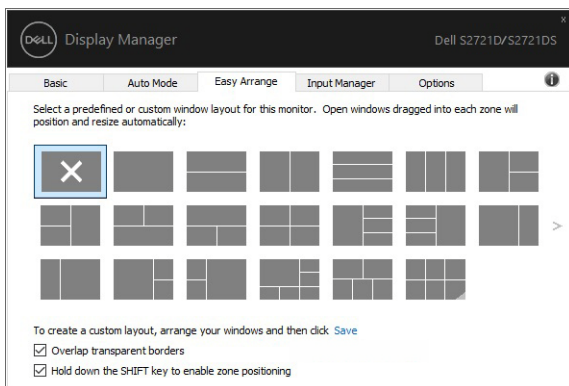 DELL Display Manager Dell S2721D/S2721DS
Basic Auto Mode Easy Arrange Input Manager Options
Select a predefined or custom window layout for this monitor. Open windows dragged into each zone will
position and resize automatically:
To create a custom layout, arrange your windows and then click Save
Overlap transparent borders
Hold down the SHIFT key to enable zone positioning